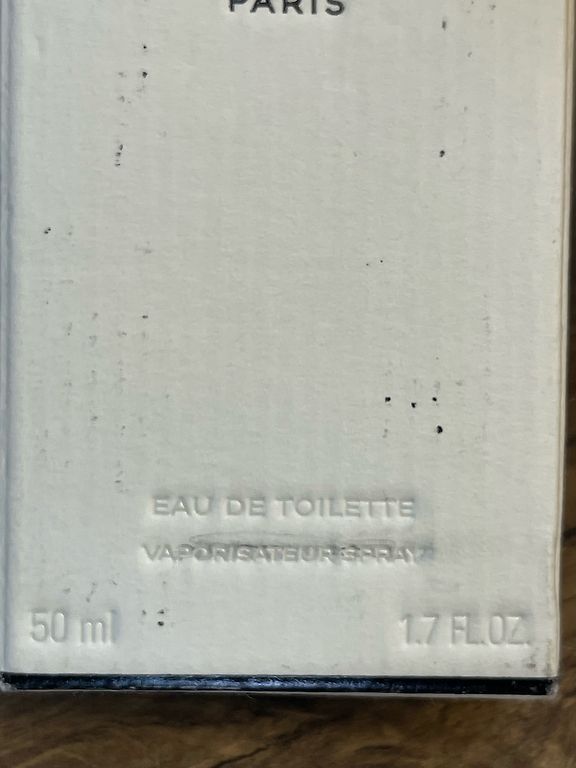 PARIS
EAU DE TOILETTE
VAPORISATEUR SPRAY
50 ml 1.7 FL.OZ.